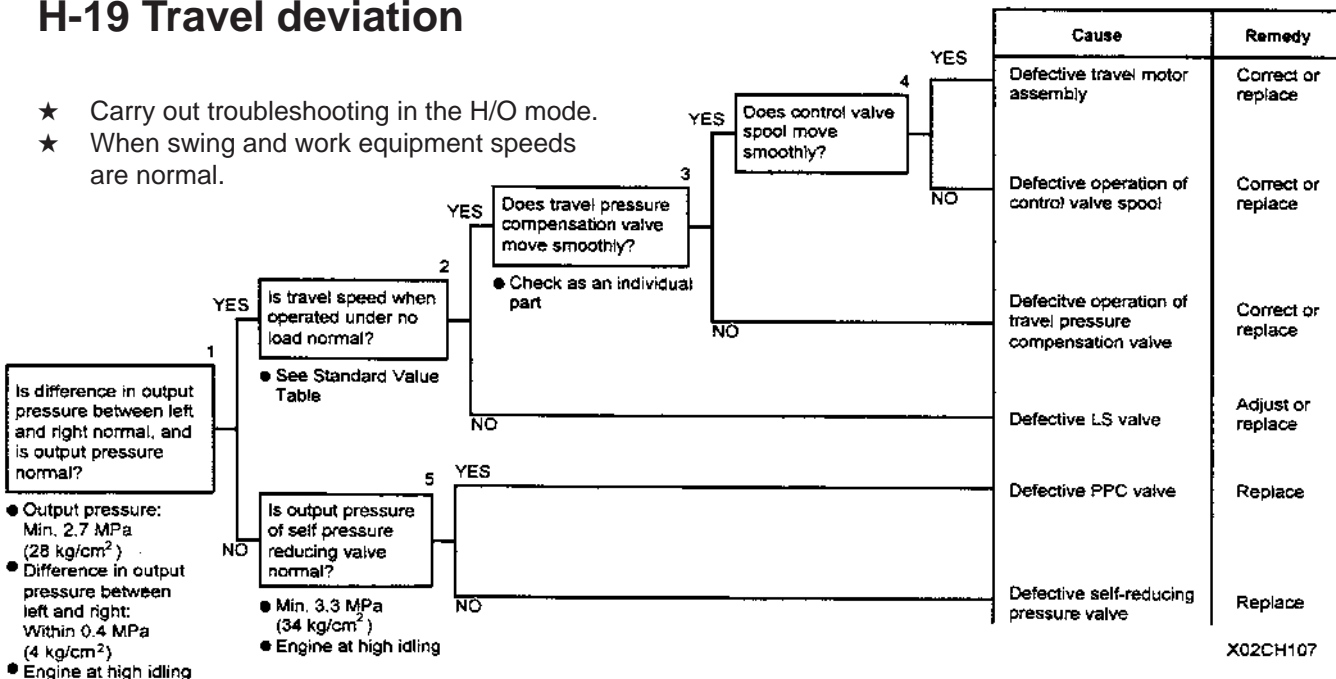 H-19 Travel deviation
★ Carry out troubleshooting in the H/O mode.
★ When swing and work equipment speeds
are normal.
1
Is difference in output
pressure between left
and right normal, and
is output pressure
normal?
● Output pressure:
Min. 2.7 MPa
(28 kg/cm²)
● Difference in output
pressure between
left and right:
Within 0.4 MPa
(4 kg/cm²)
● Engine at high idling
YES
NO
2
Is travel speed when
operated under no
load normal?
● See Standard Value
Table
YES
NO
3
Does travel pressure
compensation valve
move smoothly?
● Check as an individual
part
YES
NO
4
Does control valve
spool move
smoothly?
YES
NO
5
Is output pressure
of self pressure
reducing valve
normal?
● Min. 3.3 MPa
(34 kg/cm²)
● Engine at high idling
YES
NO
Cause
Remedy
Defective travel motor
assembly
Correct or
replace
Defective operation of
control valve spool
Correct or
replace
Defecitve operation of
travel pressure
compensation valve
Correct or
replace
Defective LS valve
Adjust or
replace
Defective PPC valve
Replace
Defective self-reducing
pressure valve
Replace
X02CH107